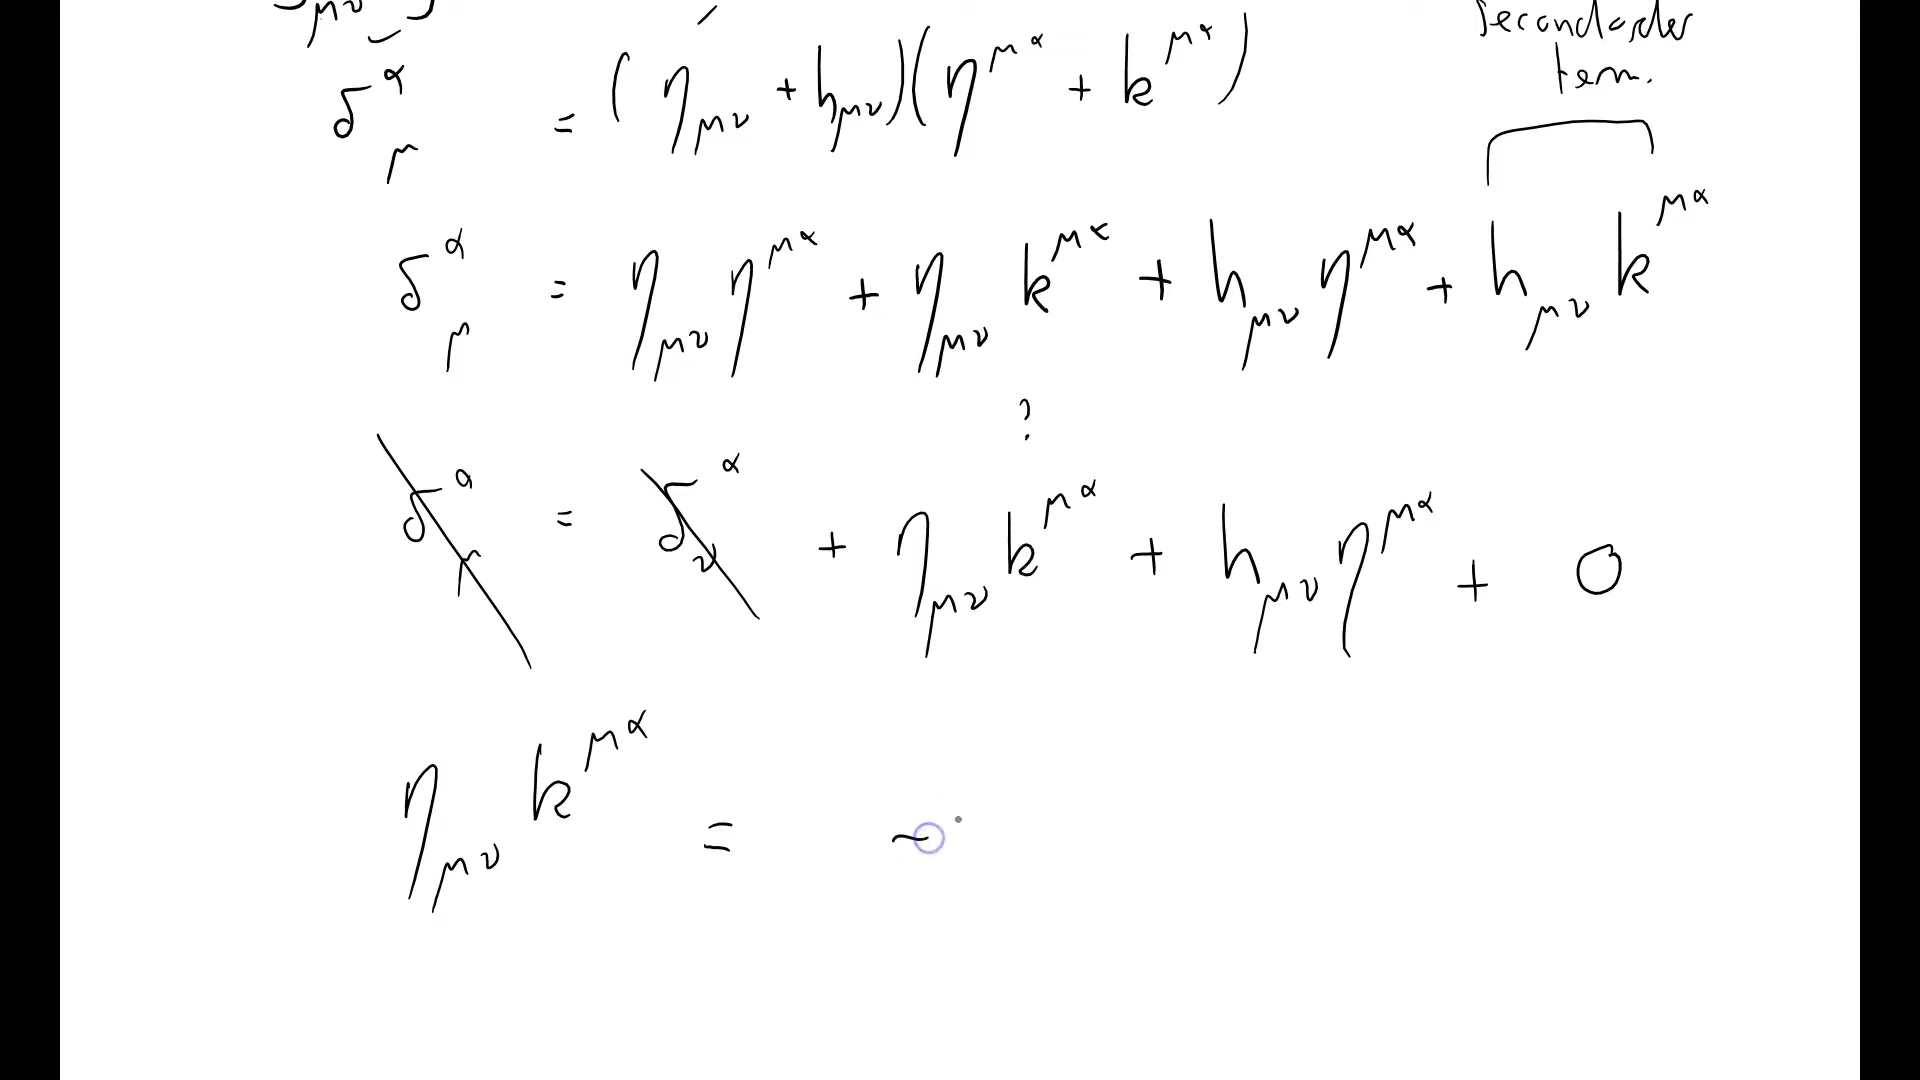 μν
second order
term.
δ^α_μ = (η_μν + h_μν)(η^μα + k^μα)
δ^α_μ = η_μν η^μα + η_μν k^μα + h_μν η^μα + h_μν k^μα
?
δ^α_μ = δ^α_ν + η_μν k^μα + h_μν η^μα + 0
η_μν k^μα = -